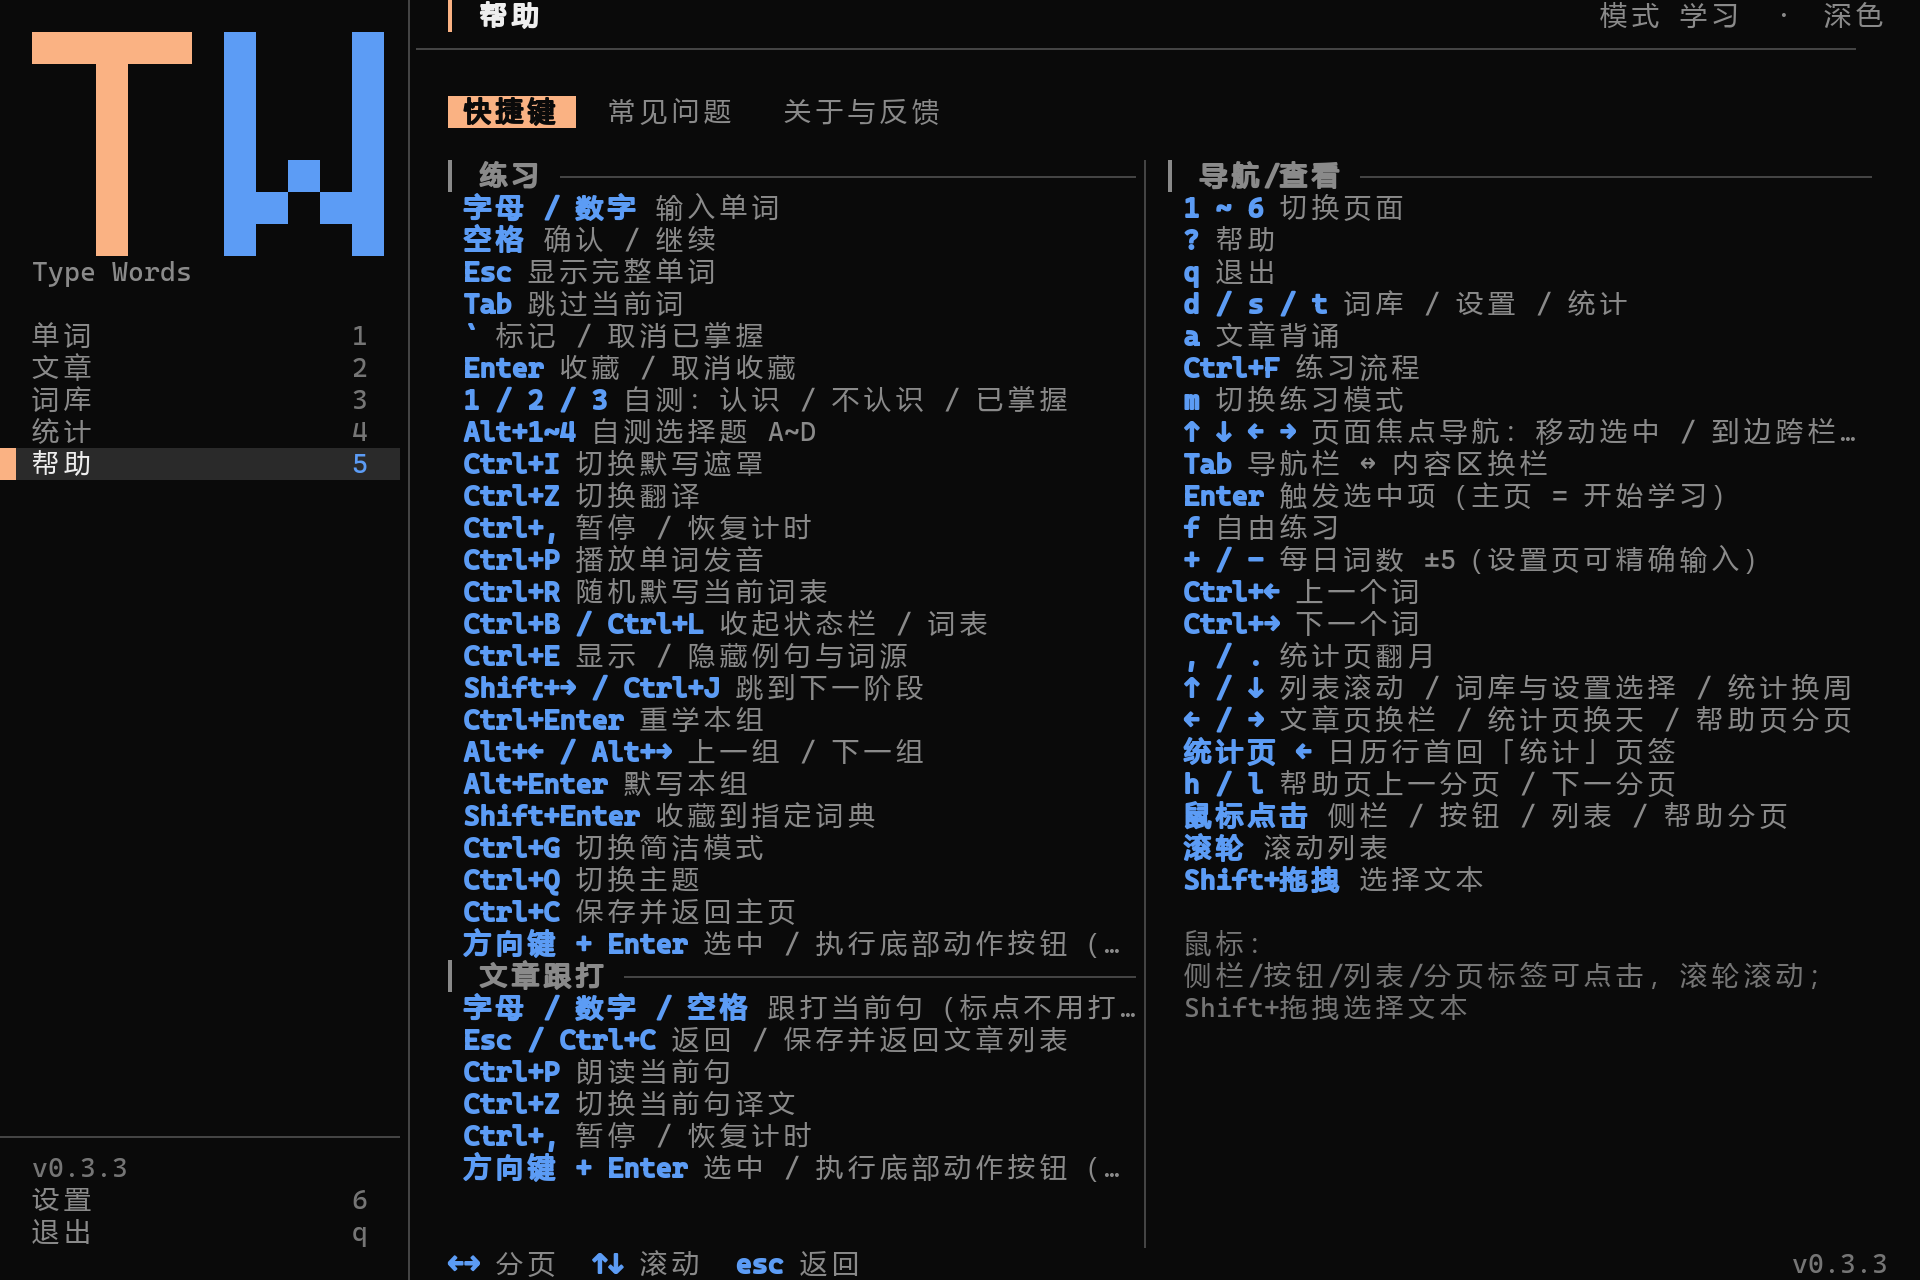 TW
Type Words
单词 1
文章 2
词库 3
统计 4
帮助 5
v0.3.3
设置 6
退出 q
帮助
模式 学习 · 深色
快捷键 常见问题 关于与反馈
练习
字母 / 数字 输入单词
空格 确认 / 继续
Esc 显示完整单词
Tab 跳过当前词
` 标记 / 取消已掌握
Enter 收藏 / 取消收藏
1 / 2 / 3 自测: 认识 / 不认识 / 已掌握
Alt+1~4 自测选择题 A~D
Ctrl+I 切换默写遮罩
Ctrl+Z 切换翻译
Ctrl+, 暂停 / 恢复计时
Ctrl+P 播放单词发音
Ctrl+R 随机默写当前词表
Ctrl+B / Ctrl+L 收起状态栏 / 词表
Ctrl+E 显示 / 隐藏例句与词源
Shift+→ / Ctrl+J 跳到下一阶段
Ctrl+Enter 重学本组
Alt+← / Alt+→ 上一组 / 下一组
Alt+Enter 默写本组
Shift+Enter 收藏到指定词典
Ctrl+G 切换简洁模式
Ctrl+Q 切换主题
Ctrl+C 保存并返回主页
方向键 + Enter 选中 / 执行底部动作按钮 (…
文章跟打
字母 / 数字 / 空格 跟打当前句 (标点不用打…
Esc / Ctrl+C 返回 / 保存并返回文章列表
Ctrl+P 朗读当前句
Ctrl+Z 切换当前句译文
Ctrl+, 暂停 / 恢复计时
方向键 + Enter 选中 / 执行底部动作按钮 (…
导航/查看
1 ~ 6 切换页面
? 帮助
q 退出
d / s / t 词库 / 设置 / 统计
a 文章背诵
Ctrl+F 练习流程
m 切换练习模式
↑ ↓ ← → 页面焦点导航: 移动选中 / 到边跨栏…
Tab 导航栏 ⇔ 内容区换栏
Enter 触发选中项 (主页 = 开始学习)
f 自由练习
+ / − 每日词数 ±5 (设置页可精确输入)
Ctrl+← 上一个词
Ctrl+→ 下一个词
, / . 统计页翻月
↑ / ↓ 列表滚动 / 词库与设置选择 / 统计换周
← / → 文章页换栏 / 统计页换天 / 帮助页分页
统计页 ← 日历行首回「统计」页签
h / l 帮助页上一分页 / 下一分页
鼠标点击 侧栏 / 按钮 / 列表 / 帮助分页
滚轮 滚动列表
Shift+拖拽 选择文本
鼠标:
侧栏/按钮/列表/分页标签可点击, 滚轮滚动;
Shift+拖拽选择文本
←→ 分页 ↑↓ 滚动 esc 返回
v0.3.3